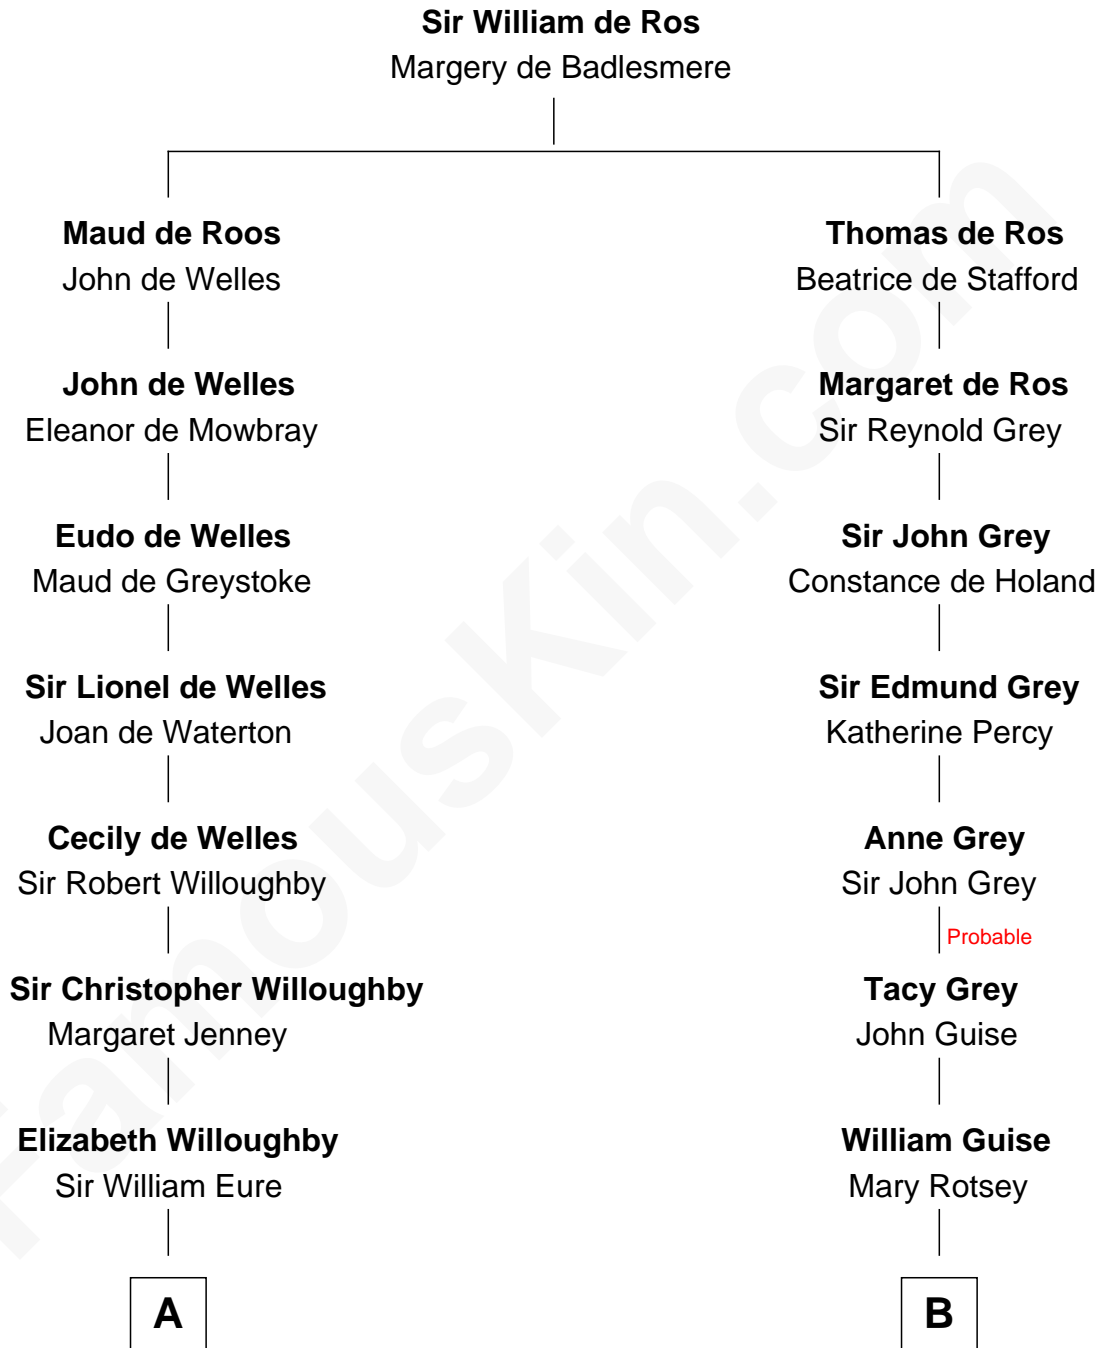 Sir William de Ros
Margery de Badlesmere
Maud de Roos
John de Welles
Thomas de Ros
Beatrice de Stafford
John de Welles
Eleanor de Mowbray
Margaret de Ros
Sir Reynold Grey
Eudo de Welles
Maud de Greystoke
Sir John Grey
Constance de Holand
Sir Lionel de Welles
Joan de Waterton
Sir Edmund Grey
Katherine Percy
Cecily de Welles
Sir Robert Willoughby
Anne Grey
Sir John Grey
Probable
Sir Christopher Willoughby
Margaret Jenney
Tacy Grey
John Guise
Elizabeth Willoughby
Sir William Eure
William Guise
Mary Rotsey
A
B
FamousKin.com